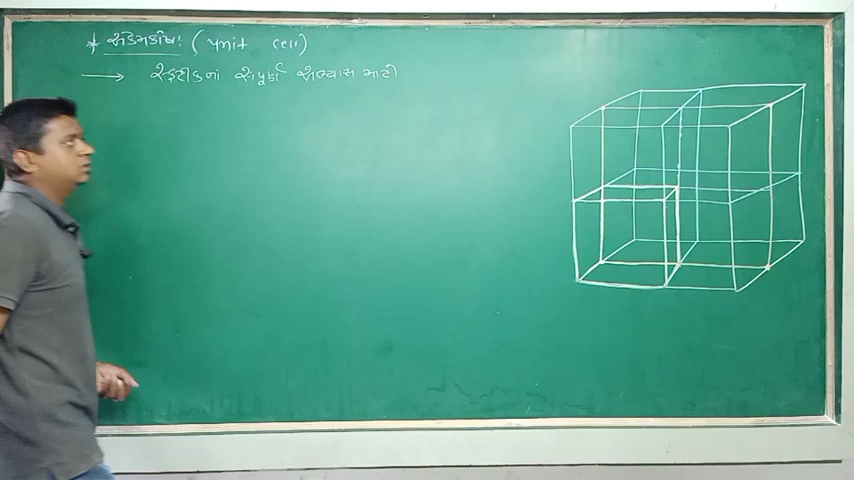 * એકમકોષ: (unit cell)
→ સ્ફટીકનાં સંપૂર્ણ અભ્યાસ માટે